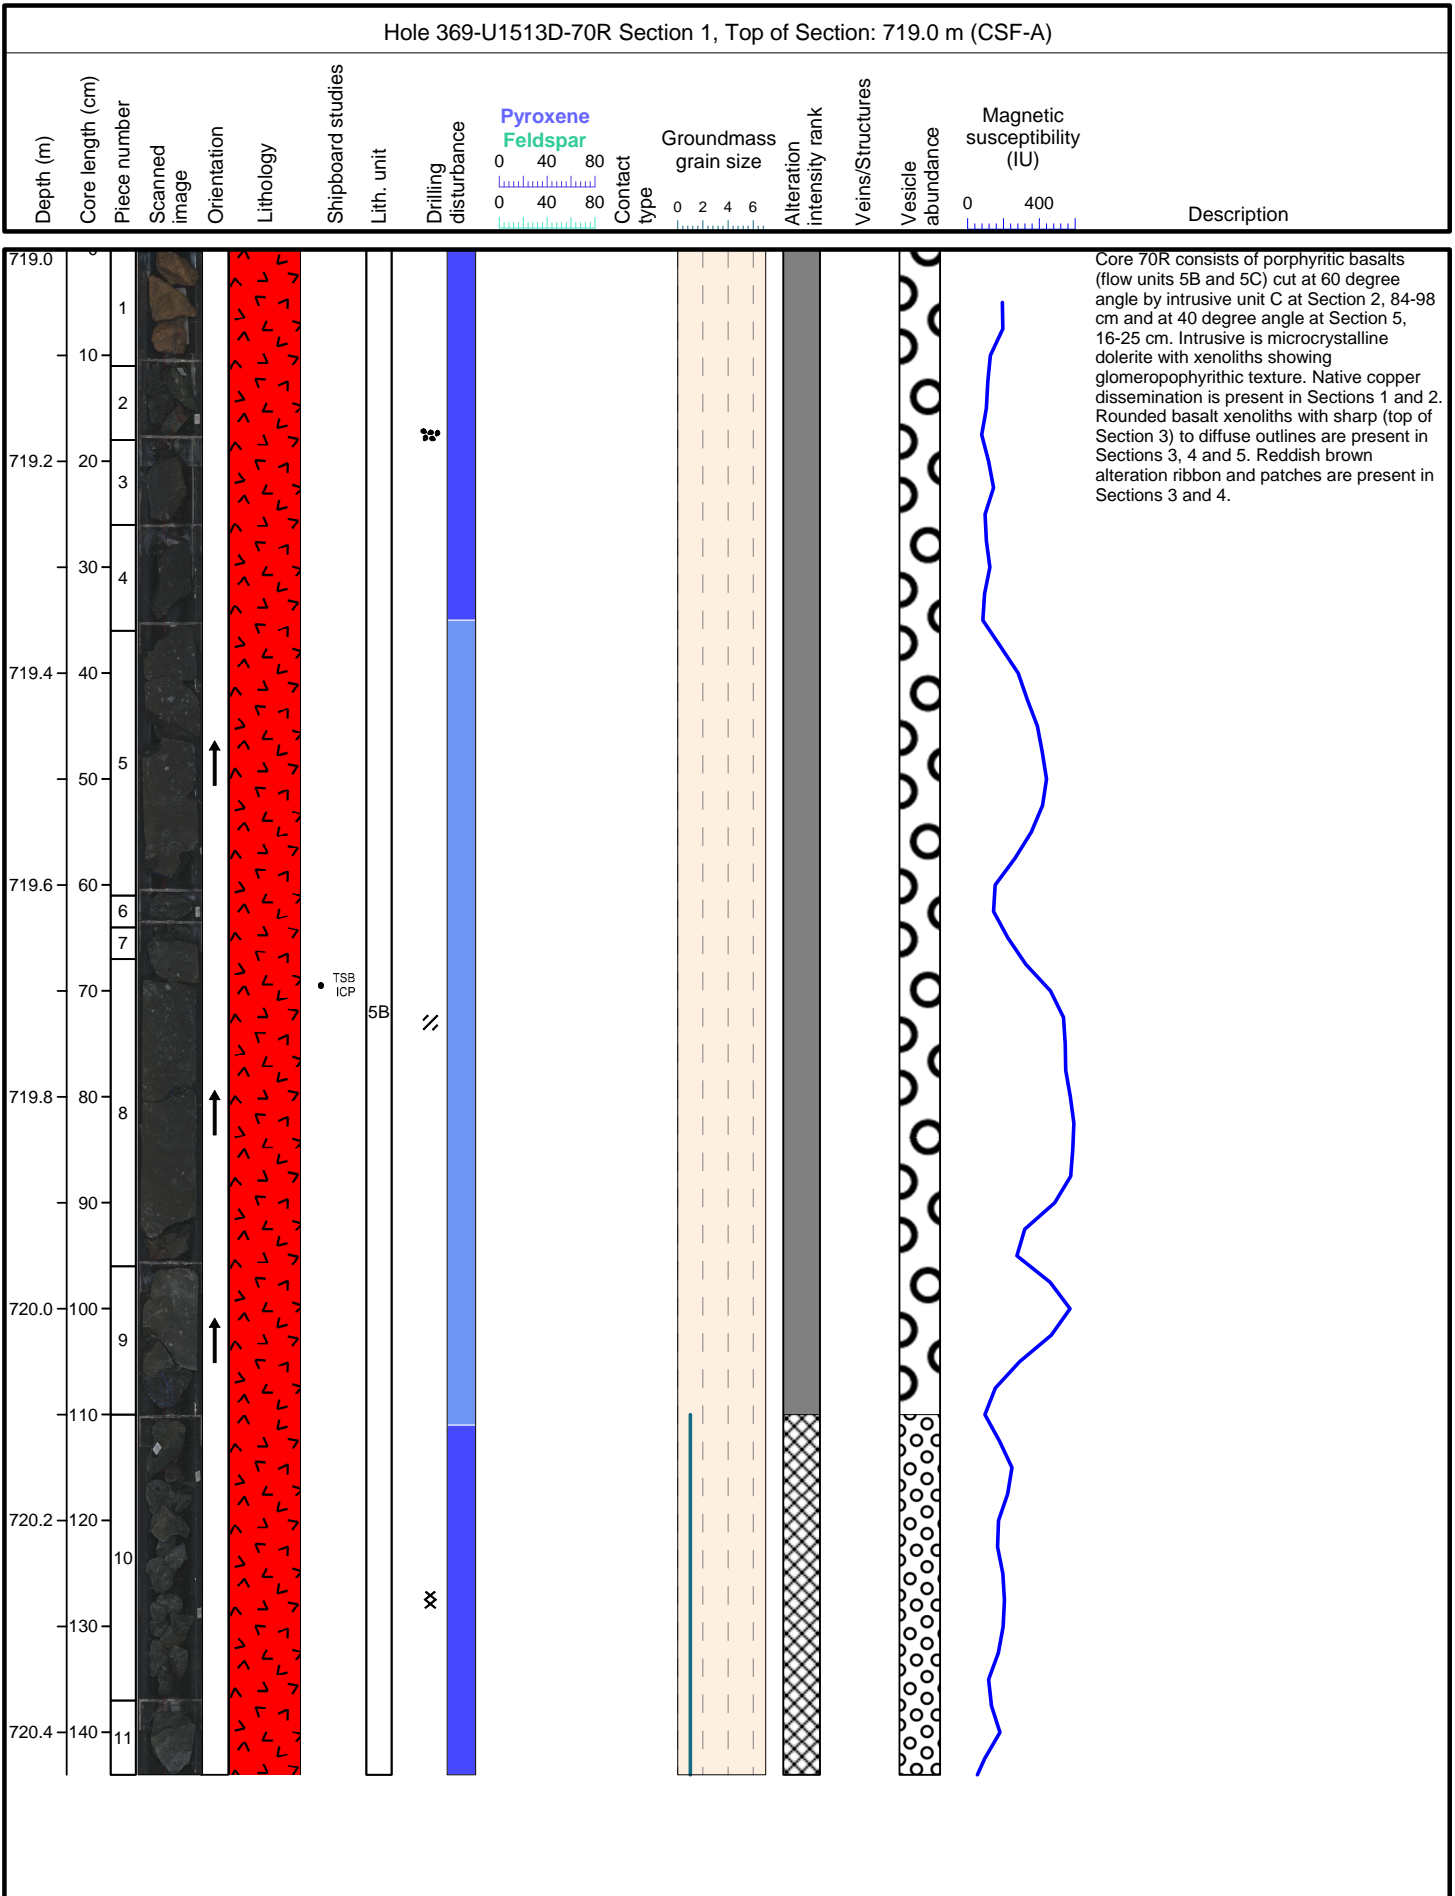 Hole 369-U1513D-70R Section 1, Top of Section: 719.0 m (CSF-A)
Depth (m)
Core length (cm)
Piece number
Scanned
image
Orientation
Lithology
Shipboard studies
Lith. unit
Drilling
disturbance
Pyroxene
Feldspar
0 40 80
0 40 80
Contact
type
Groundmass
grain size
0 2 4 6
Alteration
intensity rank
Veins/Structures
Vesicle
abundance
Magnetic
susceptibility
(IU)
0 400
Description
719.0
1
10
2
719.2 20
3
30
4
719.4 40
5
50
719.6 60
6
7
70
TSB
ICP
5B
719.8 80
8
90
720.0 100
9
110
720.2 120
10
130
720.4 140
11
Core 70R consists of porphyritic basalts
(flow units 5B and 5C) cut at 60 degree
angle by intrusive unit C at Section 2, 84-98
cm and at 40 degree angle at Section 5,
16-25 cm. Intrusive is microcrystalline
dolerite with xenoliths showing
glomeropophyrithic texture. Native copper
dissemination is present in Sections 1 and 2.
Rounded basalt xenoliths with sharp (top of
Section 3) to diffuse outlines are present in
Sections 3, 4 and 5. Reddish brown
alteration ribbon and patches are present in
Sections 3 and 4.